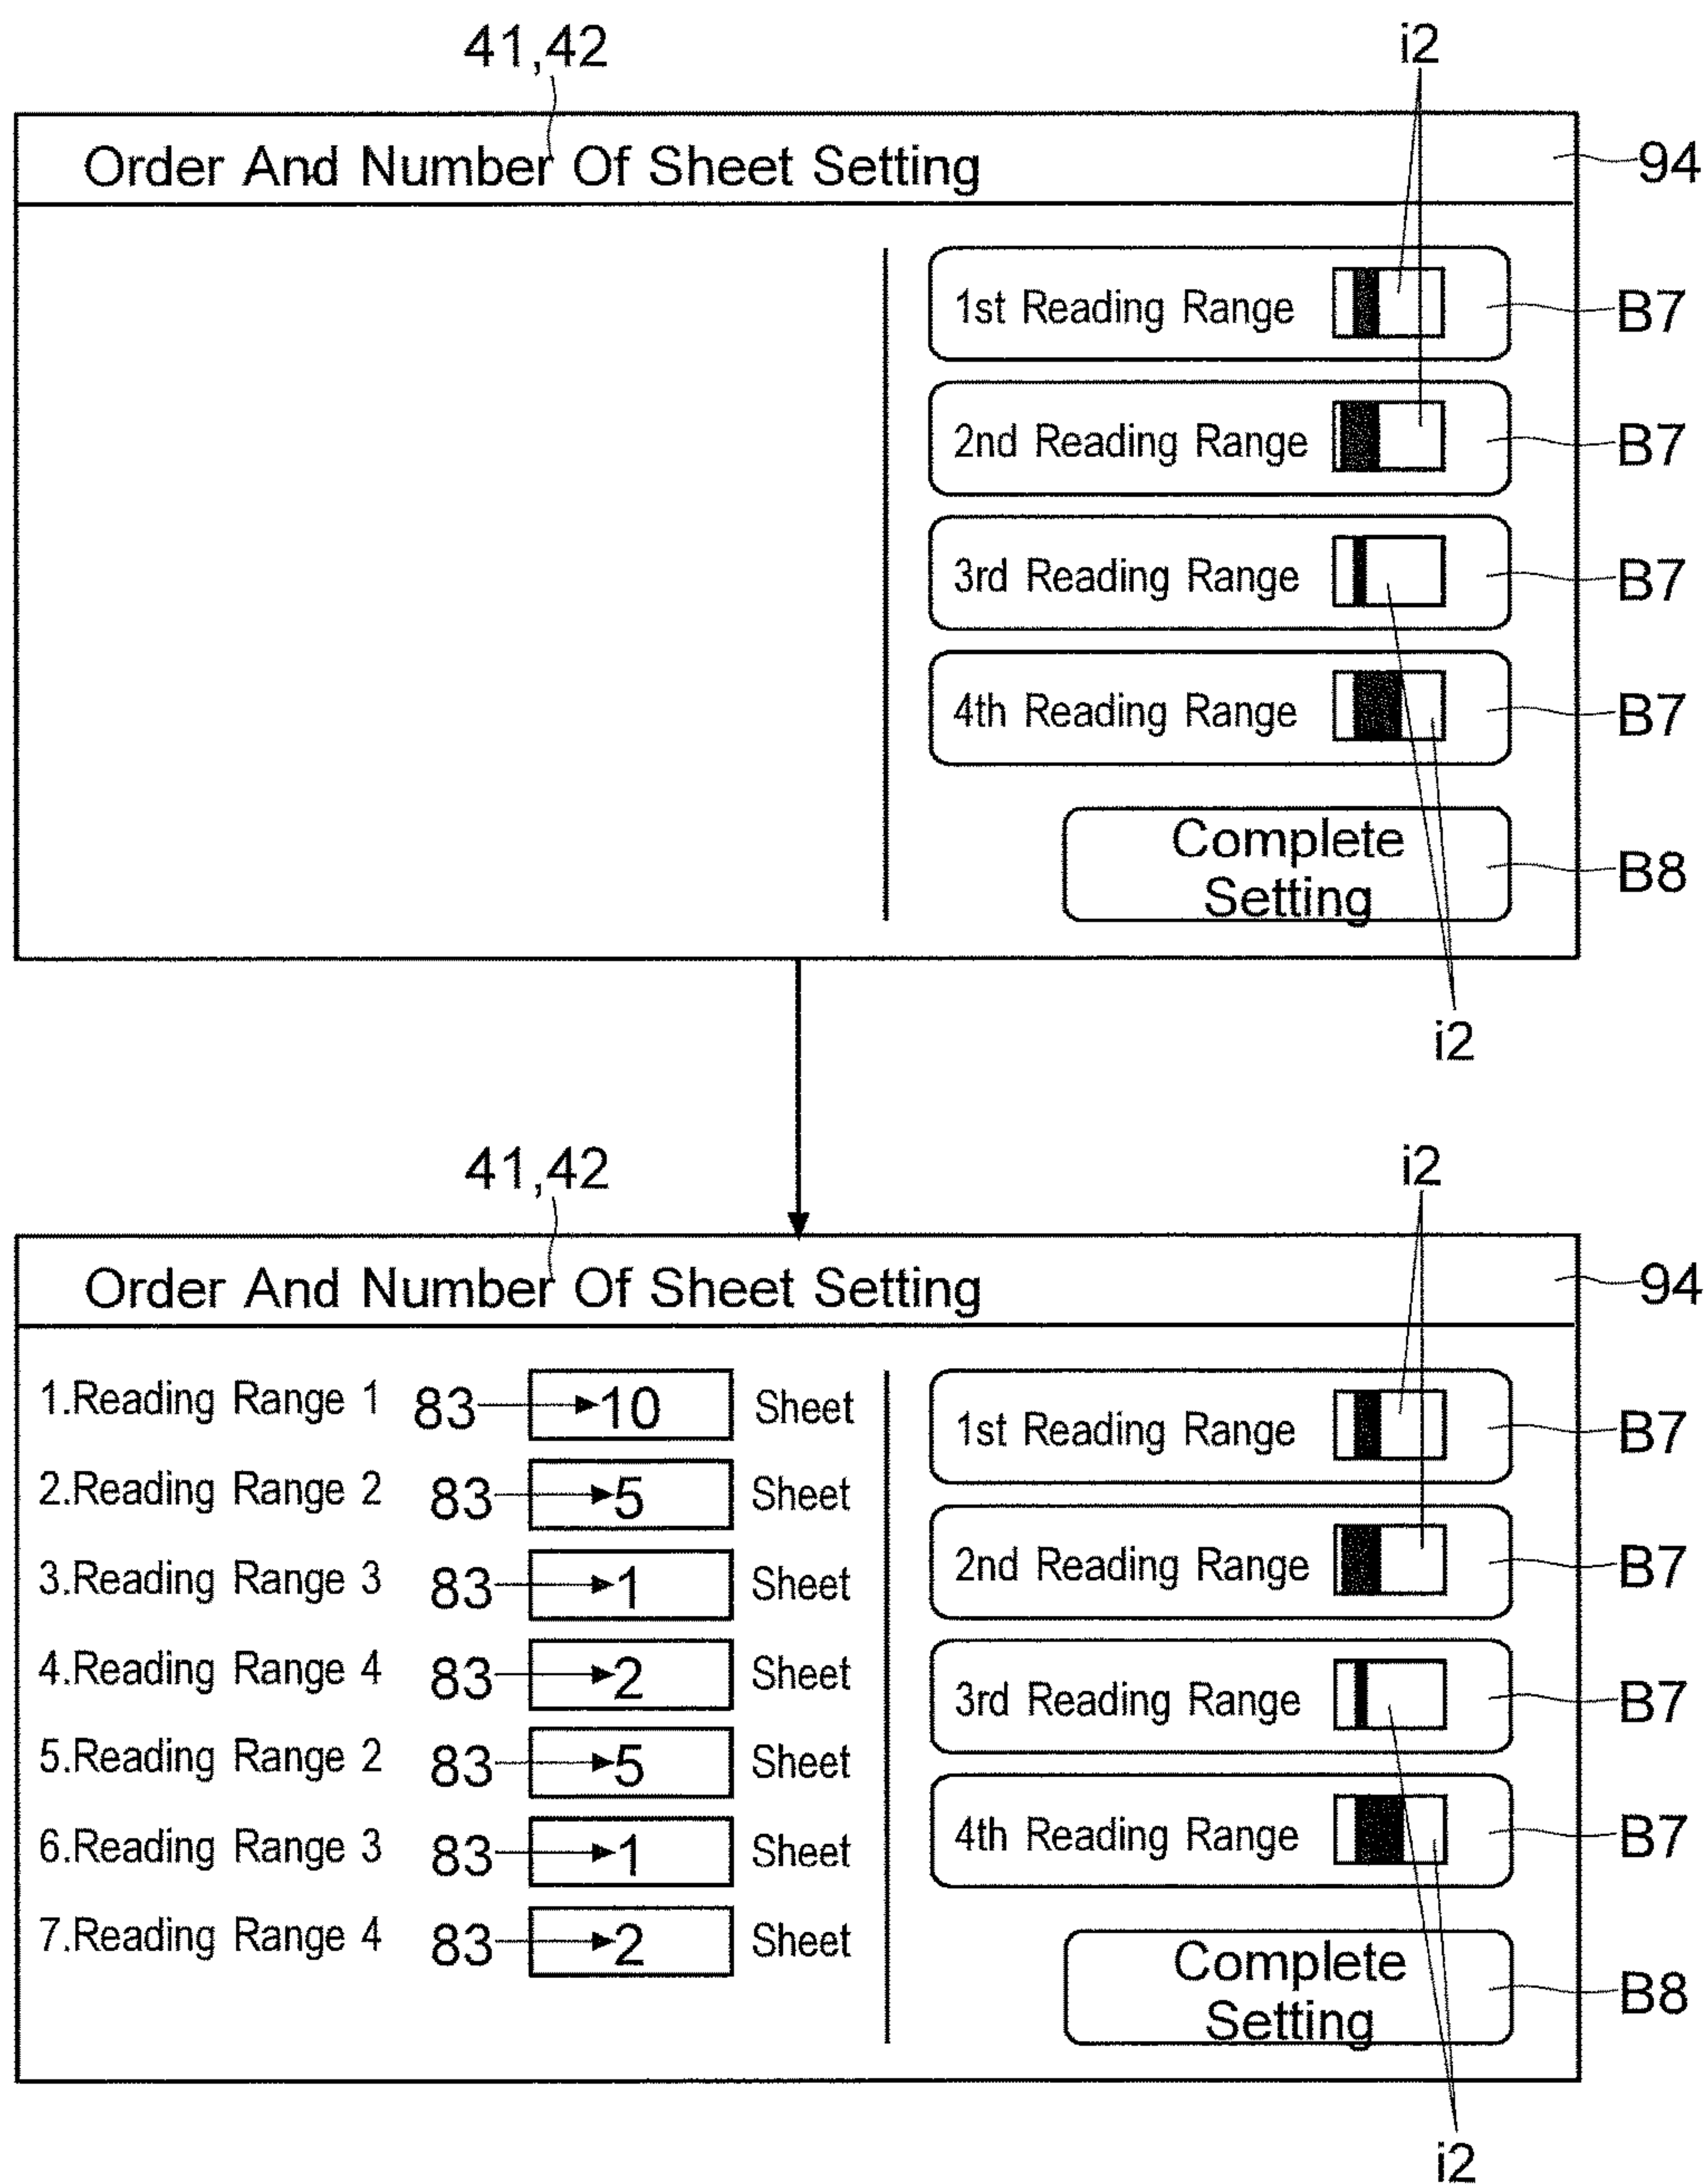 41,42
i2
Order And Number Of Sheet Setting
94
1st Reading Range
B7
2nd Reading Range
B7
3rd Reading Range
B7
4th Reading Range
B7
Complete
Setting
B8
i2
41,42
i2
Order And Number Of Sheet Setting
94
1.Reading Range 1 83 10 Sheet
2.Reading Range 2 83 5 Sheet
3.Reading Range 3 83 1 Sheet
4.Reading Range 4 83 2 Sheet
5.Reading Range 2 83 5 Sheet
6.Reading Range 3 83 1 Sheet
7.Reading Range 4 83 2 Sheet
1st Reading Range
B7
2nd Reading Range
B7
3rd Reading Range
B7
4th Reading Range
B7
Complete
Setting
B8
i2